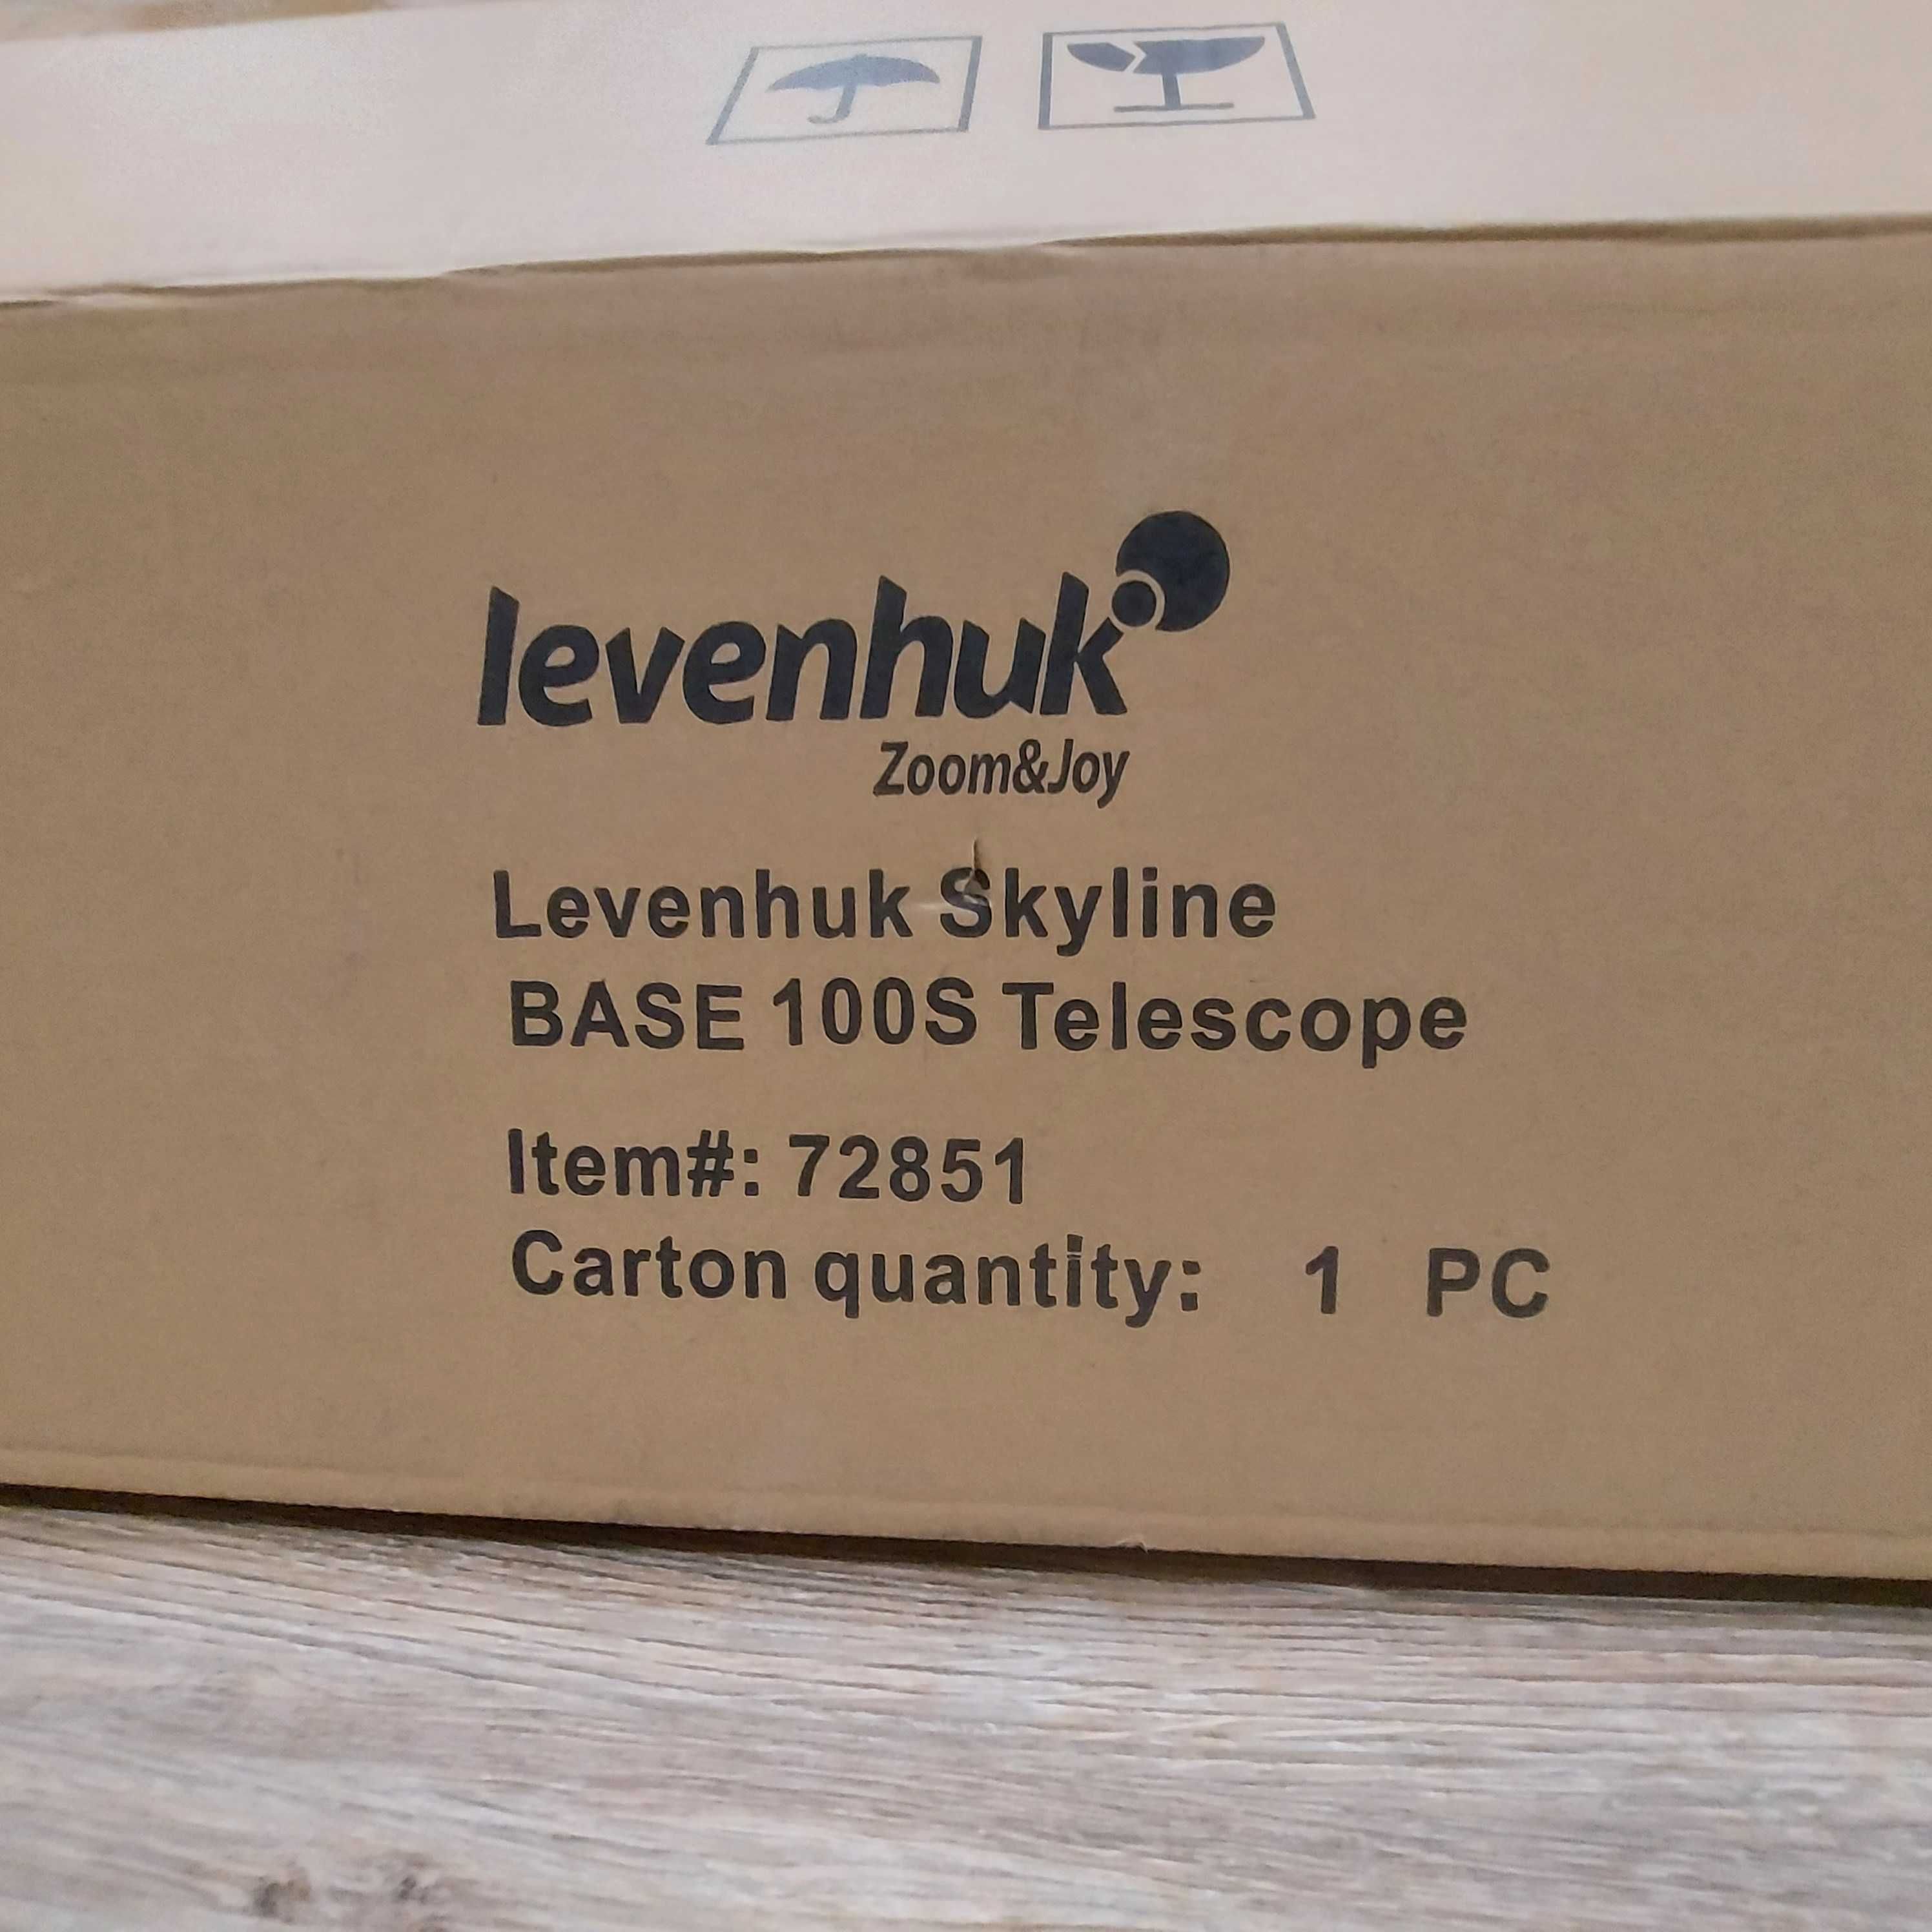 levenhuk
Zoom&Joy
Levenhuk Skyline
BASE 100S Telescope
Item#: 72851
Carton quantity: 1 PC